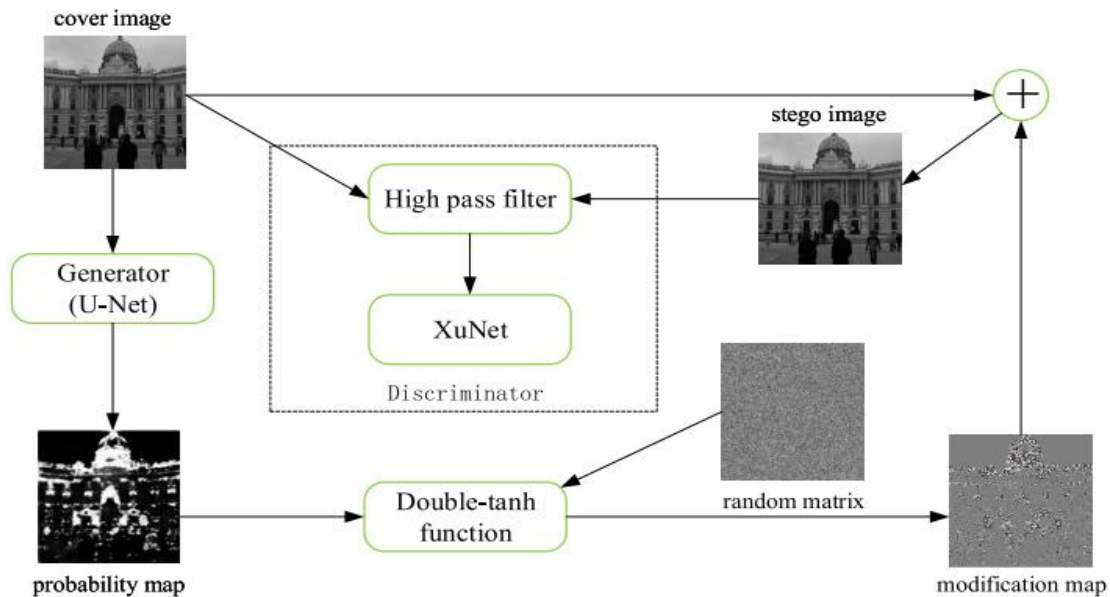 cover image
+
stego image
High pass filter
Generator
(U-Net)
XuNet
Discriminator
Double-tanh
function
random matrix
probability map
modification map